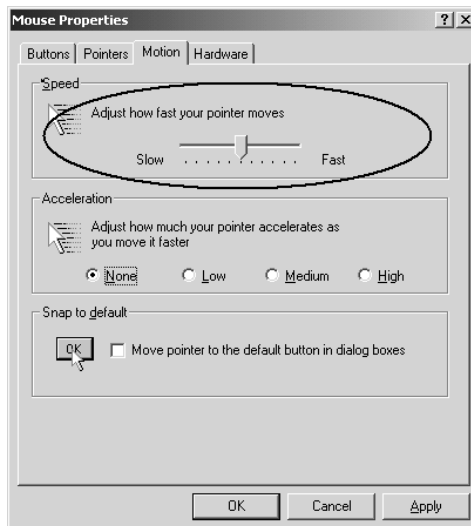 Mouse Properties
Buttons Pointers Motion Hardware
Speed
Adjust how fast your pointer moves
Slow Fast
Acceleration
Adjust how much your pointer accelerates as
you move it faster
None Low Medium High
Snap to default
OK Move pointer to the default button in dialog boxes
OK Cancel Apply